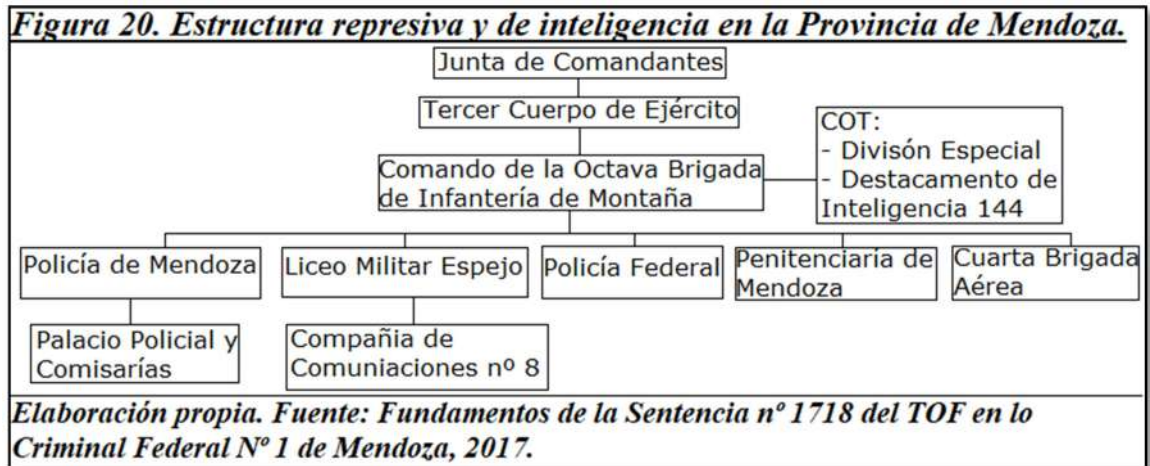 Figura 20. Estructura represiva y de inteligencia en la Provincia de Mendoza.
Junta de Comandantes
Tercer Cuerpo de Ejército
COT:
- Divisón Especial
- Destacamento de
Inteligencia 144
Comando de la Octava Brigada
de Infantería de Montaña
Policía de Mendoza
Liceo Militar Espejo
Policía Federal
Penitenciaria de
Mendoza
Cuarta Brigada
Aérea
Palacio Policial y
Comisarías
Compañia de
Comuniaciones nº 8
Elaboración propia. Fuente: Fundamentos de la Sentencia nº 1718 del TOF en lo
Criminal Federal Nº 1 de Mendoza, 2017.